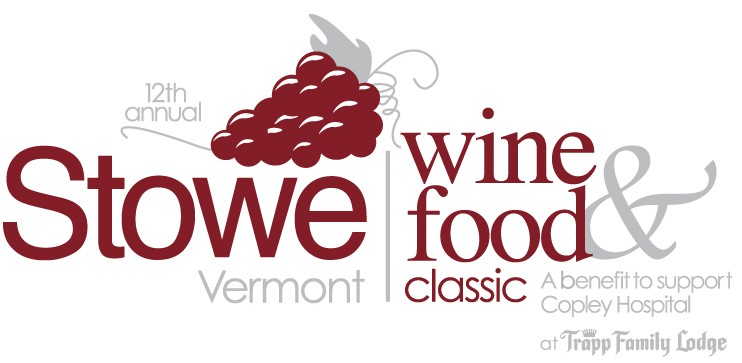 12th
annual
Stowe
Vermont
wine
food &
classic
A benefit to support
Copley Hospital
at Trapp Family Lodge